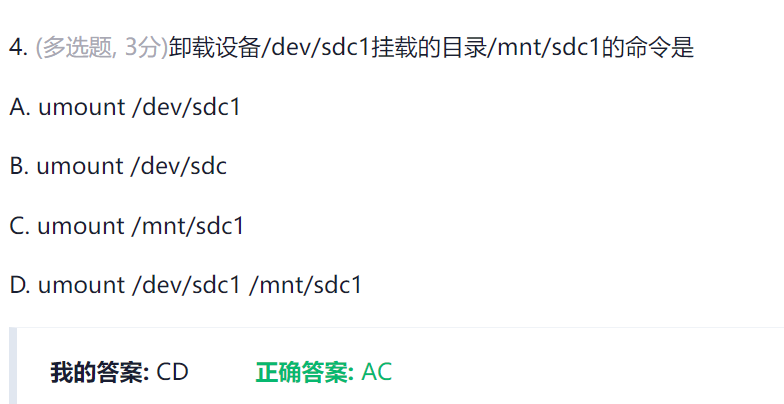 4. (多选题, 3分)卸载设备/dev/sdc1挂载的目录/mnt/sdc1的命令是
A. umount /dev/sdc1
B. umount /dev/sdc
C. umount /mnt/sdc1
D. umount /dev/sdc1 /mnt/sdc1
我的答案: CD 正确答案: AC